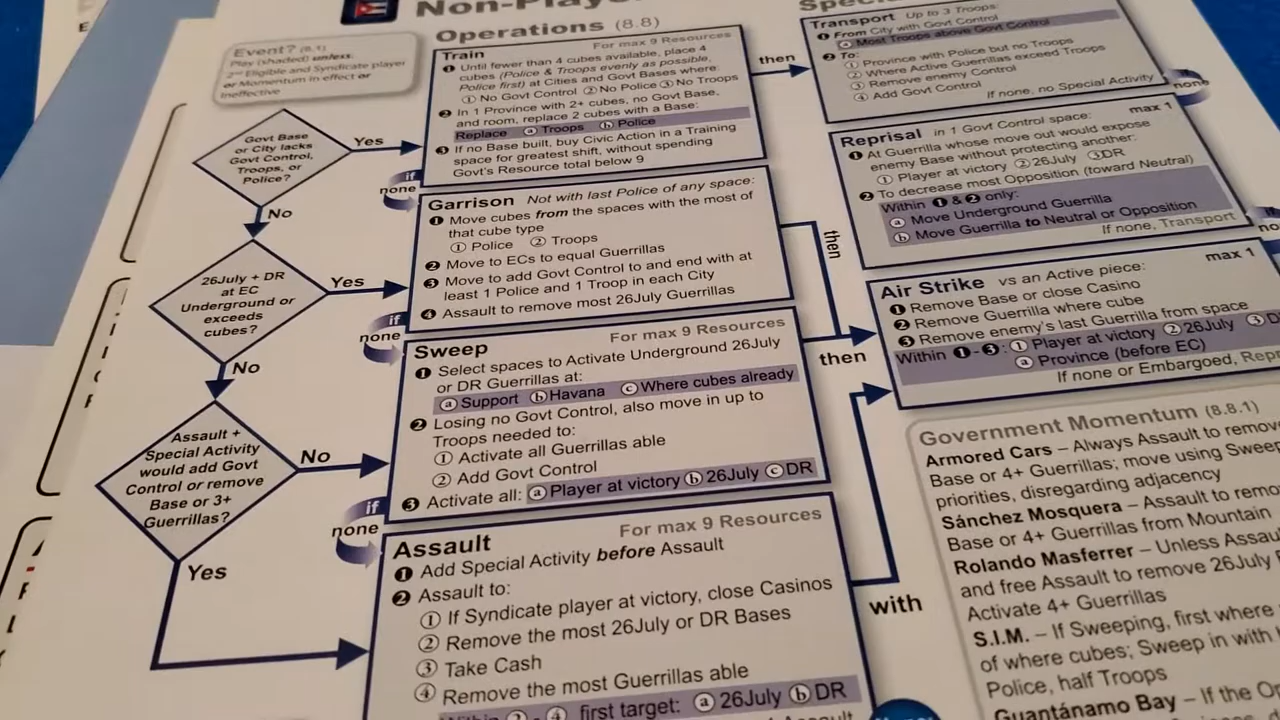 Non-Player
Operations (8.8)
Event? (8.1)
Play (shaded) unless:
2nd Eligible and Syndicate player
or Momentum in effect or
Ineffective
Govt Base
or City lacks
Govt Control,
Troops, or
Police?
Yes
No
26July + DR
at EC
Underground or
exceeds
cubes?
Yes
No
Assault +
Special Activity
would add Govt
Control or remove
Base or 3+
Guerrillas?
No
Yes
Train
For max 9 Resources
❶ Until fewer than 4 cubes available, place 4
cubes (Police & Troops evenly as possible,
Police first) at Cities and Govt Bases where:
① No Govt Control ② No Police ③ No Troops
❷ In 1 Province with 2+ cubes, no Govt Base,
and room, replace 2 cubes with a Base:
Replace ⓐ Troops ⓑ Police
❸ If no Base built, buy Civic Action in a Training
space for greatest shift, without spending
Govt's Resource total below 9
then
if
none
Garrison Not with last Police of any space:
❶ Move cubes from the spaces with the most of
that cube type
① Police ② Troops
❷ Move to ECs to equal Guerrillas
❸ Move to add Govt Control to and end with at
least 1 Police and 1 Troop in each City
❹ Assault to remove most 26July Guerrillas
then
if
none
Sweep
For max 9 Resources
❶ Select spaces to Activate Underground 26July
or DR Guerrillas at:
ⓐ Support ⓑ Havana ⓒ Where cubes already
❷ Losing no Govt Control, also move in up to
Troops needed to:
① Activate all Guerrillas able
② Add Govt Control
❸ Activate all: ⓐ Player at victory ⓑ 26July ⓒ DR
then
if
none
Assault
For max 9 Resources
❶ Add Special Activity before Assault
❷ Assault to:
① If Syndicate player at victory, close Casinos
② Remove the most 26July or DR Bases
③ Take Cash
④ Remove the most Guerrillas able
first target: ⓐ 26July ⓑ DR
with
Transport Up to 3 Troops:
❶ From City with Govt Control
ⓐ Most Troops above Govt Control
❷ To:
① Province with Police but no Troops
② Where Active Guerrillas exceed Troops
③ Remove enemy Control
④ Add Govt Control
If none, no Special Activity
none
Reprisal in 1 Govt Control space:
max 1
❶ At Guerrilla whose move out would expose
enemy Base without protecting another:
① Player at victory ② 26July ③ DR
❷ To decrease most Opposition (toward Neutral)
Within ❶ & ❷ only:
ⓐ Move Underground Guerrilla
ⓑ Move Guerrilla to Neutral or Opposition
If none, Transport
Air Strike vs an Active piece:
max 1
❶ Remove Base or close Casino
❷ Remove Guerrilla where cube
❸ Remove enemy's last Guerrilla from space
Within ❶-❸: ① Player at victory ② 26July ③
ⓐ Province (before EC)
If none or Embargoed,
Government Momentum (8.8.1)
Armored Cars – Always Assault to remove
Base or 4+ Guerrillas; move using Sweep
priorities, disregarding adjacency
Sánchez Mosquera – Assault to remo
Base or 4+ Guerrillas from Mountain
Rolando Masferrer – Unless Assau
and free Assault to remove 26July
Activate 4+ Guerrillas
S.I.M. – If Sweeping, first where
of where cubes; Sweep in with
Police, half Troops
Guantánamo Bay – If the Op